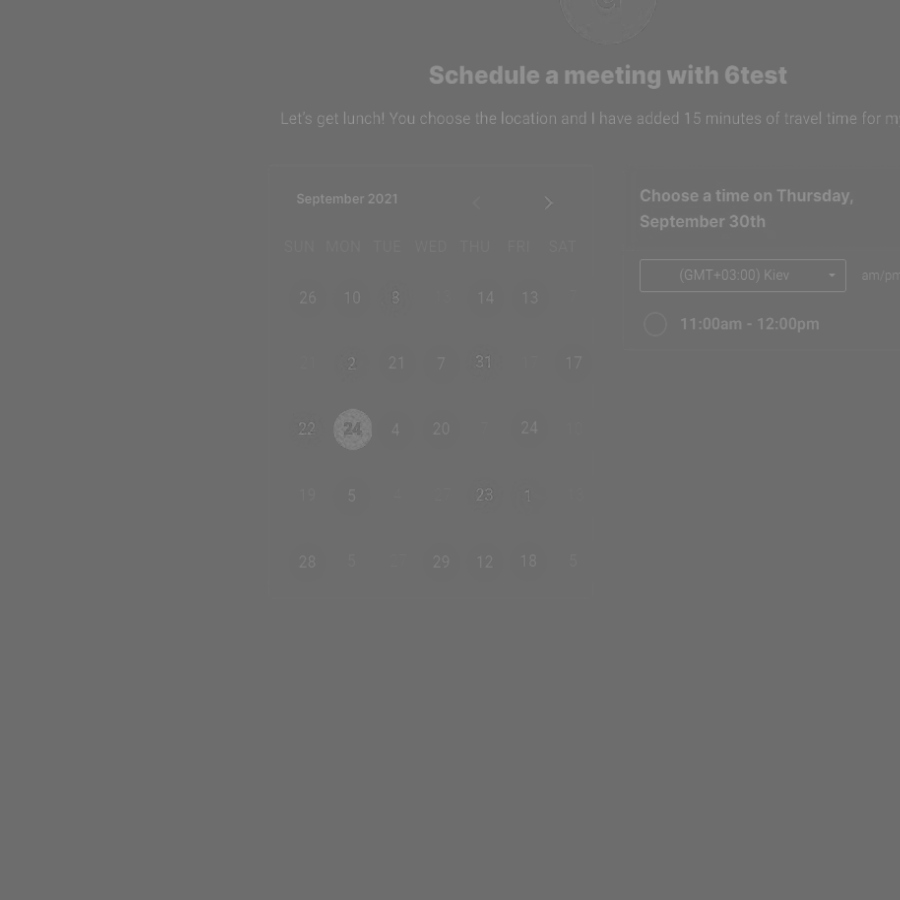 Schedule a meeting with 6test
Let's get lunch! You choose the location and I have added 15 minutes of travel time for m
September 2021
Choose a time on Thursday,
September 30th
SUN MON TUE WED THU FRI SAT
(GMT+03:00) Kiev am/pm
26 10 14 13
11:00am - 12:00pm
2 21 7 31 17
22 24 4 20 24
19 5 23 1
28 5 29 12 18 5